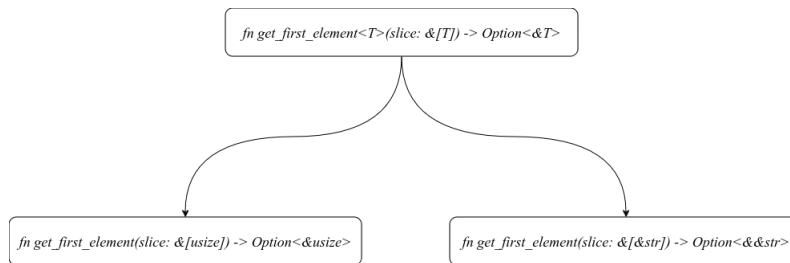 fn get_first_element<T>(slice: &[T]) -> Option<&T>
fn get_first_element(slice: &[usize]) -> Option<&usize>
fn get_first_element(slice: &[&str]) -> Option<&&str>